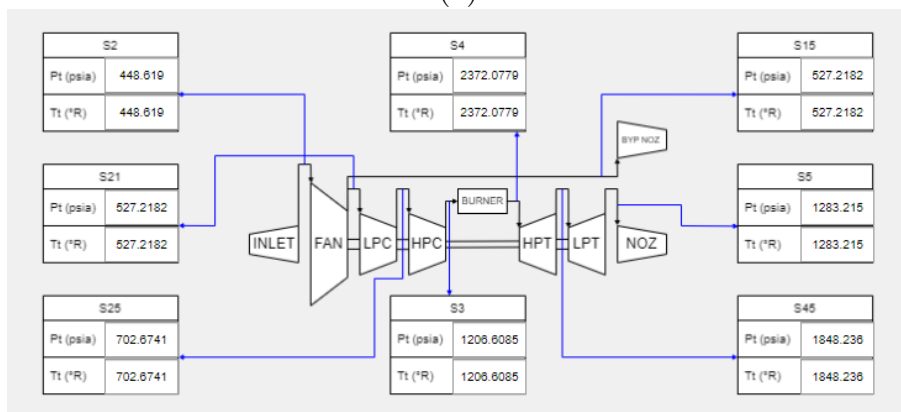 S2
Pt (psia) 448.619
Tt (°R) 448.619
S4
Pt (psia) 2372.0779
Tt (°R) 2372.0779
S15
Pt (psia) 527.2182
Tt (°R) 527.2182
BYP NOZ
S21
Pt (psia) 527.2182
Tt (°R) 527.2182
S5
Pt (psia) 1283.215
Tt (°R) 1283.215
BURNER
INLET FAN LPC HPC HPT LPT NOZ
S25
Pt (psia) 702.6741
Tt (°R) 702.6741
S3
Pt (psia) 1206.6085
Tt (°R) 1206.6085
S45
Pt (psia) 1848.236
Tt (°R) 1848.236